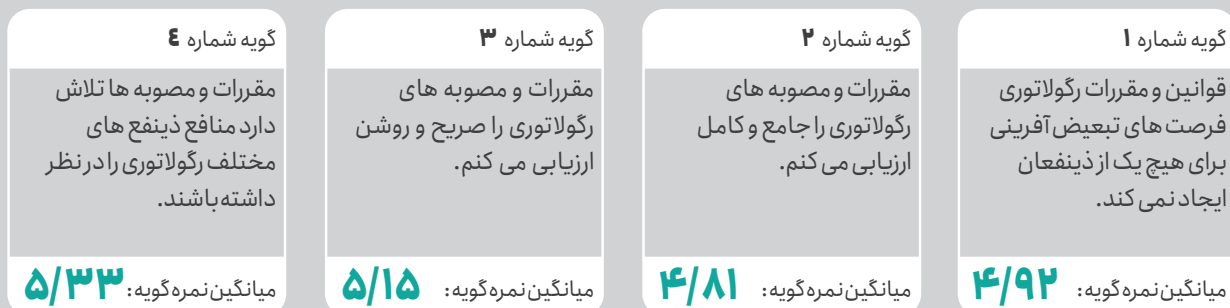 گویه شماره ۱
قوانین و مقررات رگولاتوری
فرصت های تبعیض آفرینی
برای هیچ یک از ذینفعان
ایجاد نمی کند.
میانگین نمره گویه: ۴/۹۲
گویه شماره ۲
مقررات و مصوبه های
رگولاتوری را جامع و کامل
ارزیابی می کنم.
میانگین نمره گویه: ۴/۸۱
گویه شماره ۳
مقررات و مصوبه های
رگولاتوری را صریح و روشن
ارزیابی می کنم.
میانگین نمره گویه: ۵/۱۵
گویه شماره ٤
مقررات و مصوبه ها تلاش
دارد منافع ذینفع های
مختلف رگولاتوری را در نظر
داشته باشند.
میانگین نمره گویه: ۵/۳۳